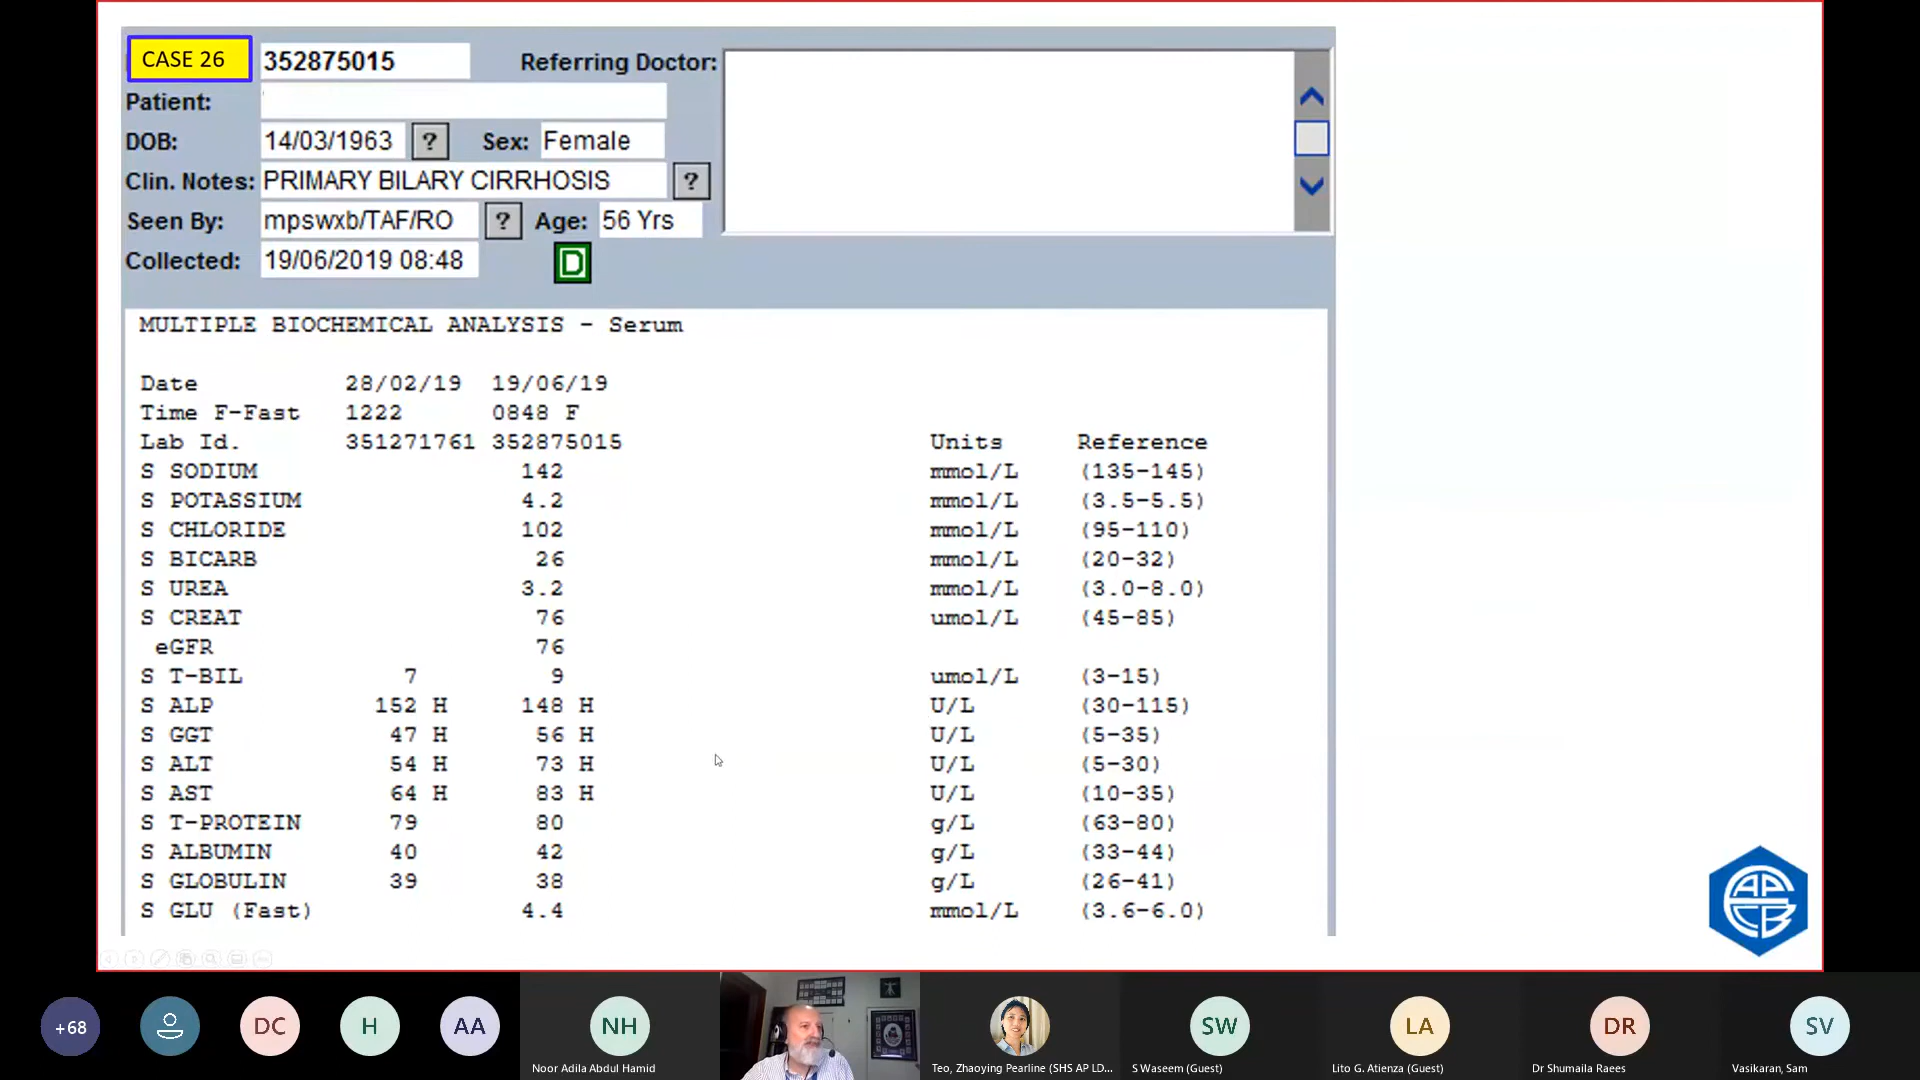 CASE 26 352875015 Referring Doctor:
Patient:
DOB: 14/03/1963 ? Sex: Female
Clin. Notes: PRIMARY BILARY CIRRHOSIS ?
Seen By: mpswxb/TAF/RO ? Age: 56 Yrs
Collected: 19/06/2019 08:48 D
MULTIPLE BIOCHEMICAL ANALYSIS - Serum
Date 28/02/19 19/06/19
Time F-Fast 1222 0848 F
Lab Id. 351271761 352875015 Units Reference
S SODIUM 142 mmol/L (135-145)
S POTASSIUM 4.2 mmol/L (3.5-5.5)
S CHLORIDE 102 mmol/L (95-110)
S BICARB 26 mmol/L (20-32)
S UREA 3.2 mmol/L (3.0-8.0)
S CREAT 76 umol/L (45-85)
eGFR 76
S T-BIL 7 9 umol/L (3-15)
S ALP 152 H 148 H U/L (30-115)
S GGT 47 H 56 H U/L (5-35)
S ALT 54 H 73 H U/L (5-30)
S AST 64 H 83 H U/L (10-35)
S T-PROTEIN 79 80 g/L (63-80)
S ALBUMIN 40 42 g/L (33-44)
S GLOBULIN 39 38 g/L (26-41)
S GLU (Fast) 4.4 mmol/L (3.6-6.0)
APFCB
+68 DC H AA NH SW LA DR SV
Noor Adila Abdul Hamid Teo, Zhaoying Pearline (SHS AP LD... S Waseem (Guest) Lito G. Atienza (Guest) Dr Shumaila Raees Vasikaran, Sam